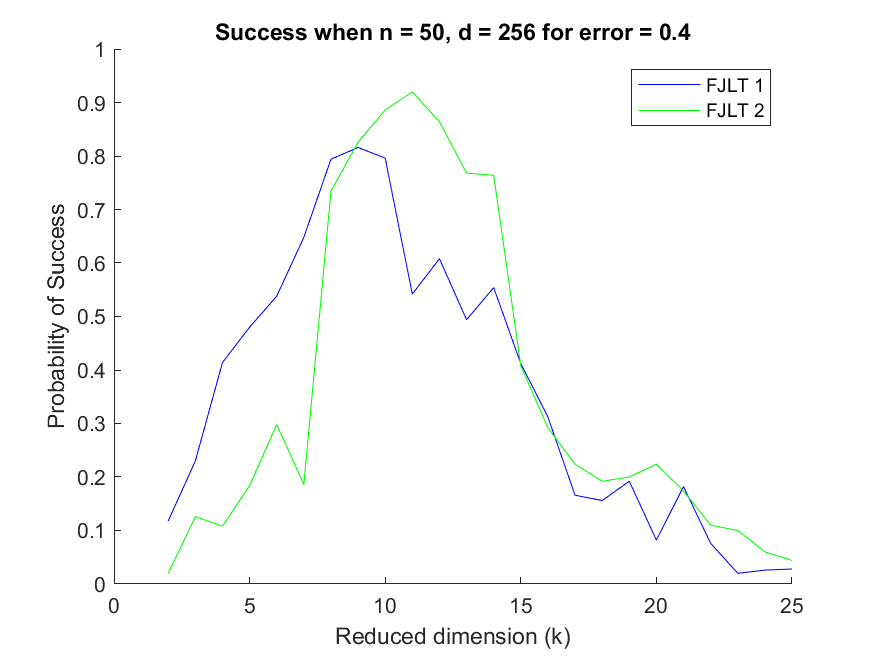 Success when n = 50, d = 256 for error = 0.4
FJLT 1
FJLT 2
1
0.9
0.8
0.7
0.6
0.5
0.4
0.3
0.2
0.1
0
Probability of Success
0 5 10 15 20 25
Reduced dimension (k)